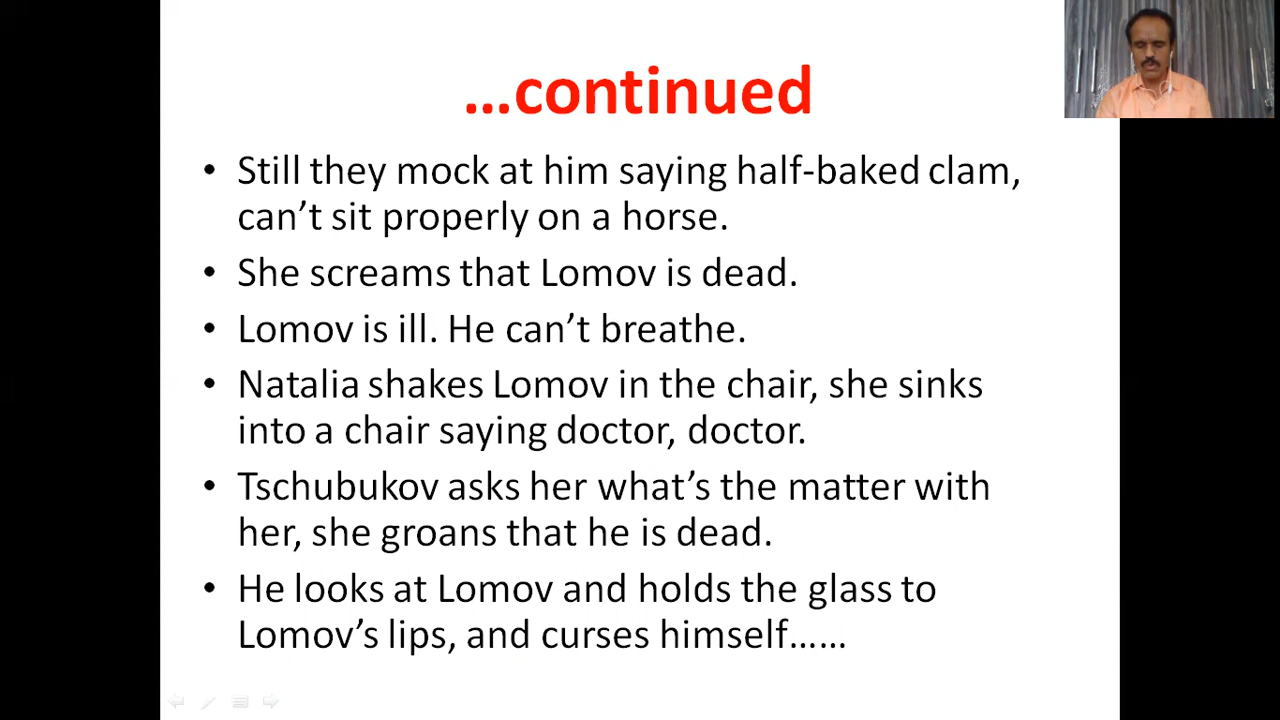 ...continued
• Still they mock at him saying half-baked clam,
can’t sit properly on a horse.
• She screams that Lomov is dead.
• Lomov is ill. He can’t breathe.
• Natalia shakes Lomov in the chair, she sinks
into a chair saying doctor, doctor.
• Tschubukov asks her what’s the matter with
her, she groans that he is dead.
• He looks at Lomov and holds the glass to
Lomov’s lips, and curses himself……